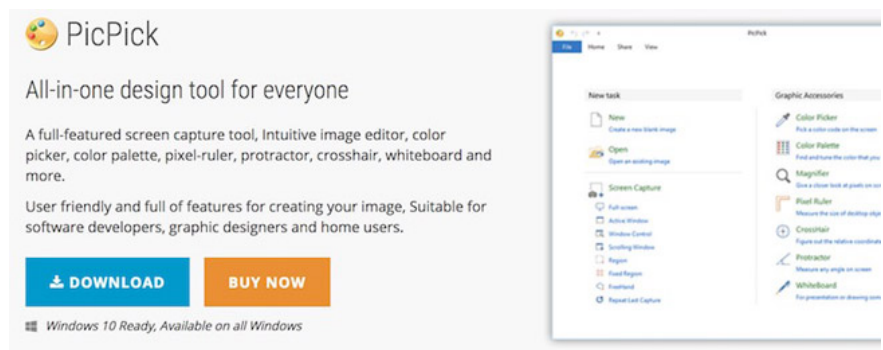 PicPick
All-in-one design tool for everyone
A full-featured screen capture tool, Intuitive image editor, color
picker, color palette, pixel-ruler, protractor, crosshair, whiteboard and
more.
User friendly and full of features for creating your image, Suitable for
software developers, graphic designers and home users.
DOWNLOAD
BUY NOW
Windows 10 Ready, Available on all Windows
PicPick
File Home Share View
New task
New
Create a new blank image
Open
Open an existing image
Screen Capture
Full screen
Active Window
Window Control
Scrolling Window
Region
Fixed Region
FreeHand
Repeat Last Capture
Graphic Accessories
Color Picker
Pick a color code on the screen
Color Palette
Find and tune the color that you
Magnifier
Give a closer look at pixels on
Pixel Ruler
Measure the size of desktop
CrossHair
Figure out the relative
Protractor
Measure any angle on screen
WhiteBoard
For presentation or drawing